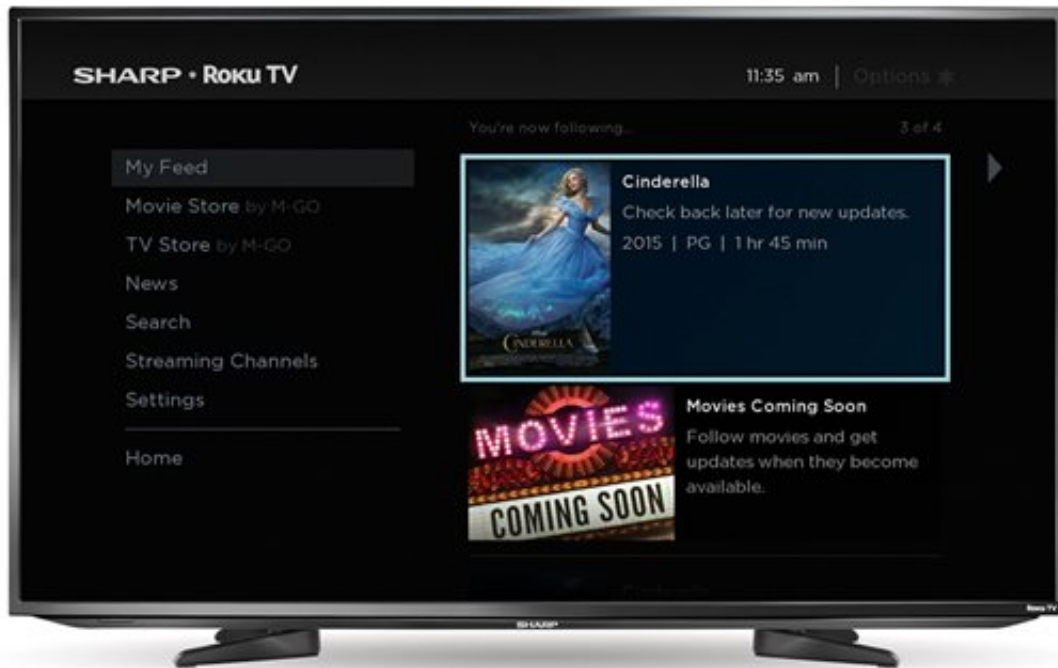 SHARP • ROKU TV
11:35 am | Options
You're now following...
3 of 4
My Feed
Movie Store by M-GO
TV Store by M-GO
News
Search
Streaming Channels
Settings
Home
Cinderella
Check back later for new updates.
2015 | PG | 1 hr 45 min
Disney
CINDERELLA
MOVIES
COMING SOON
Movies Coming Soon
Follow movies and get
updates when they become
available.
Cinderella
SHARP
Roku TV